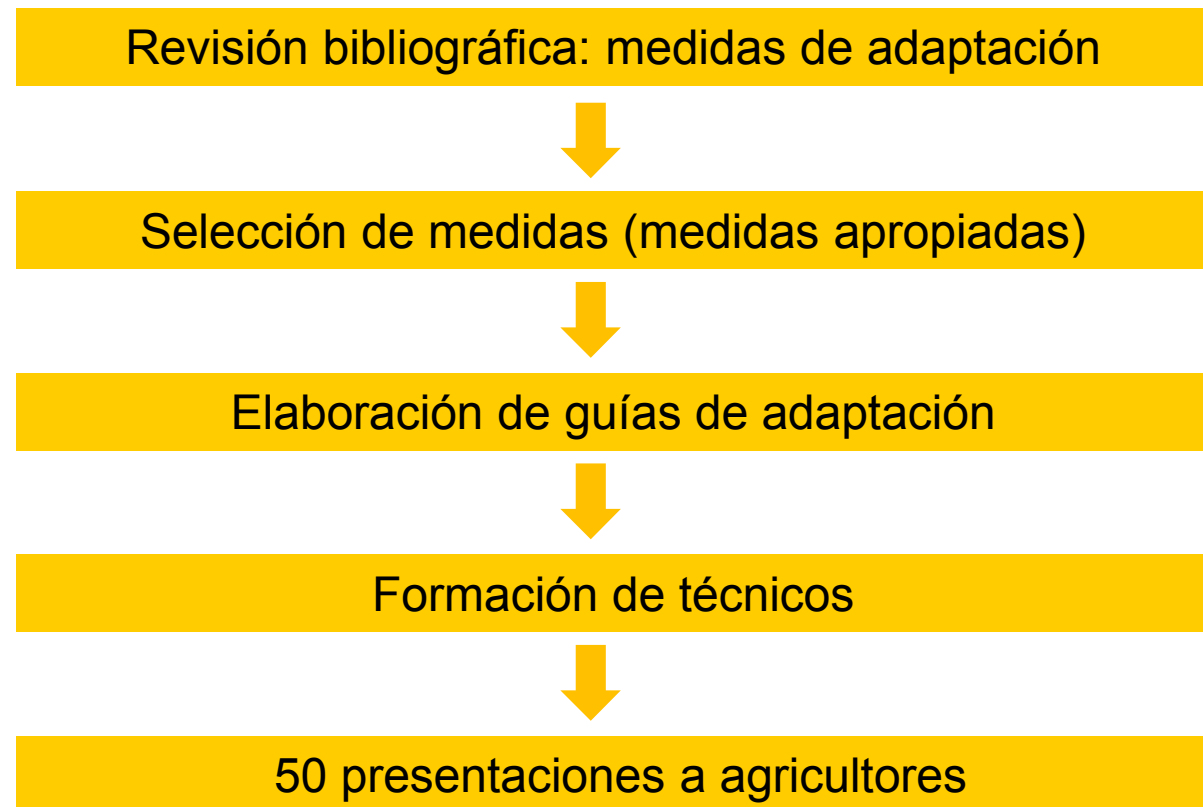 Revisión bibliográfica: medidas de adaptación
Selección de medidas (medidas apropiadas)
Elaboración de guías de adaptación
Formación de técnicos
50 presentaciones a agricultores